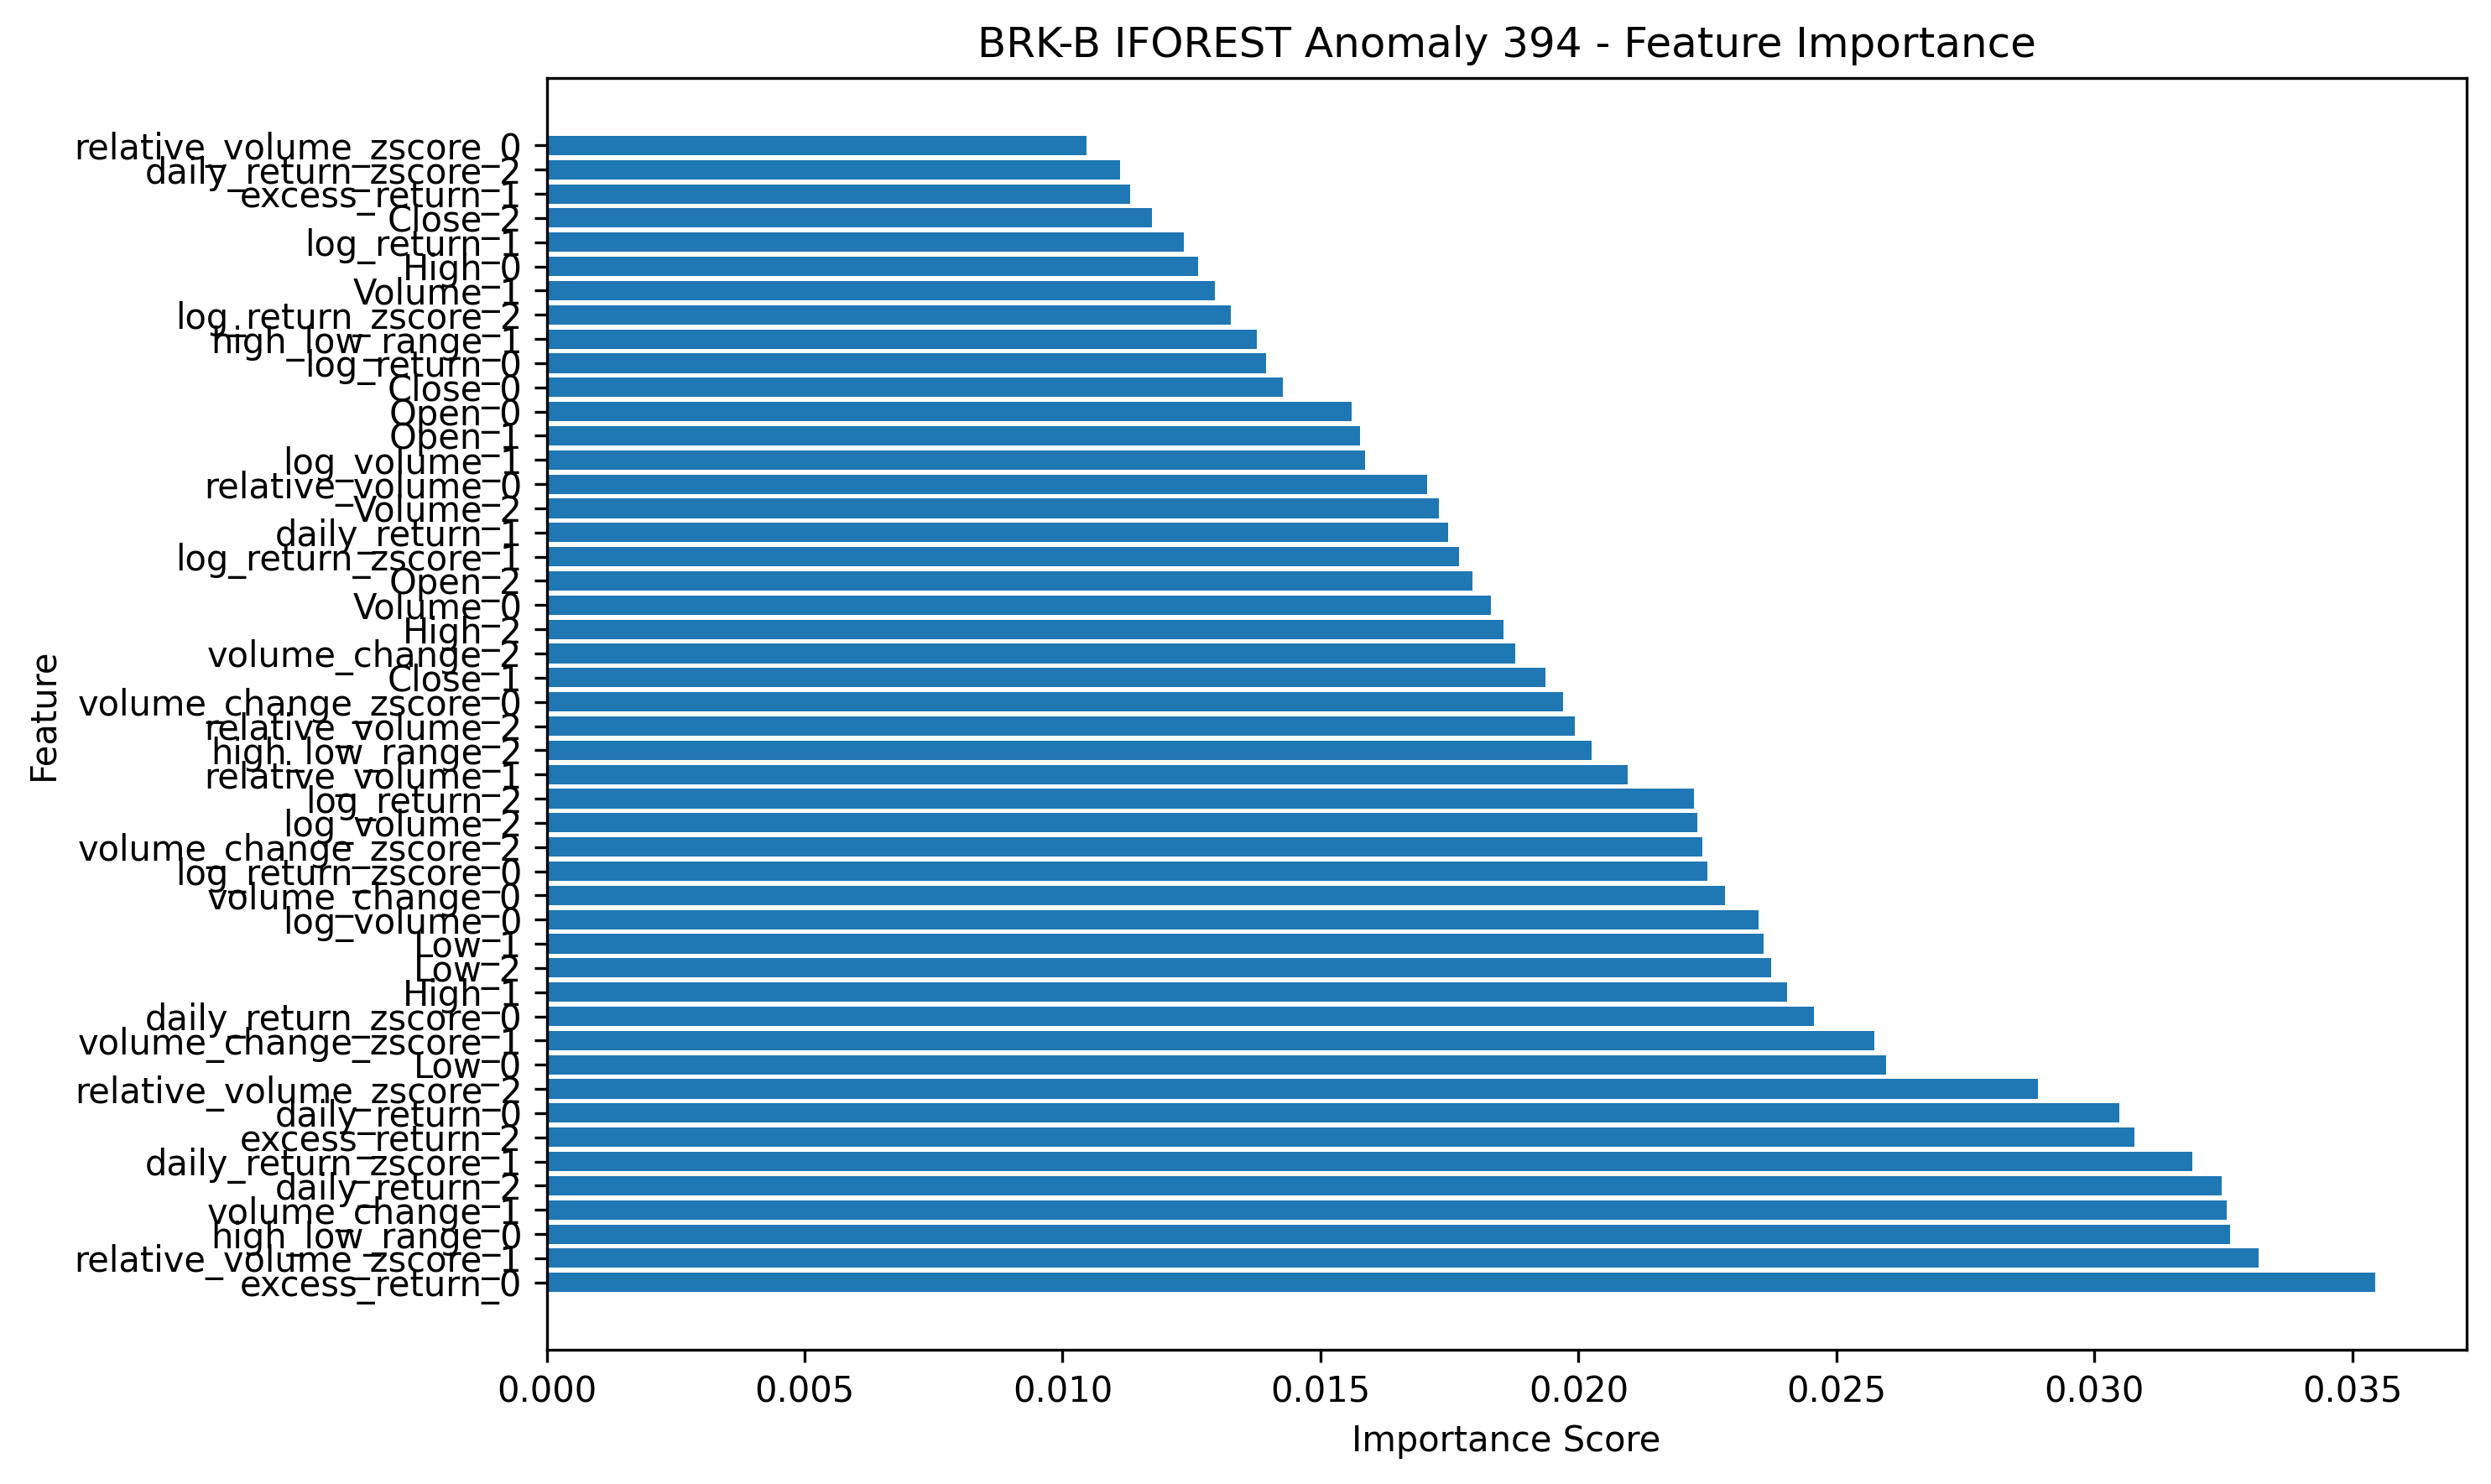 BRK-B IFOREST Anomaly 394 - Feature Importance
relative_volume_zscore_0
daily_return_zscore_2
excess_return_1
Close_2
log_return_1
High_0
Volume_1
log_return_zscore_2
high_low_range_1
log_return_0
Close_0
Open_0
Open_1
log_volume_1
relative_volume_0
Volume_2
daily_return_1
log_return_zscore_1
Open_2
Volume_0
High_2
volume_change_2
Close_1
volume_change_zscore_0
relative_volume_2
high_low_range_2
relative_volume_1
log_return_2
log_volume_2
volume_change_zscore_2
log_return_zscore_0
volume_change_0
log_volume_0
Low_1
Low_2
High_1
daily_return_zscore_0
volume_change_zscore_1
Low_0
relative_volume_zscore_2
daily_return_0
excess_return_2
daily_return_zscore_1
daily_return_2
volume_change_1
high_low_range_0
relative_volume_zscore_1
excess_return_0
Feature
0.000 0.005 0.010 0.015 0.020 0.025 0.030 0.035
Importance Score